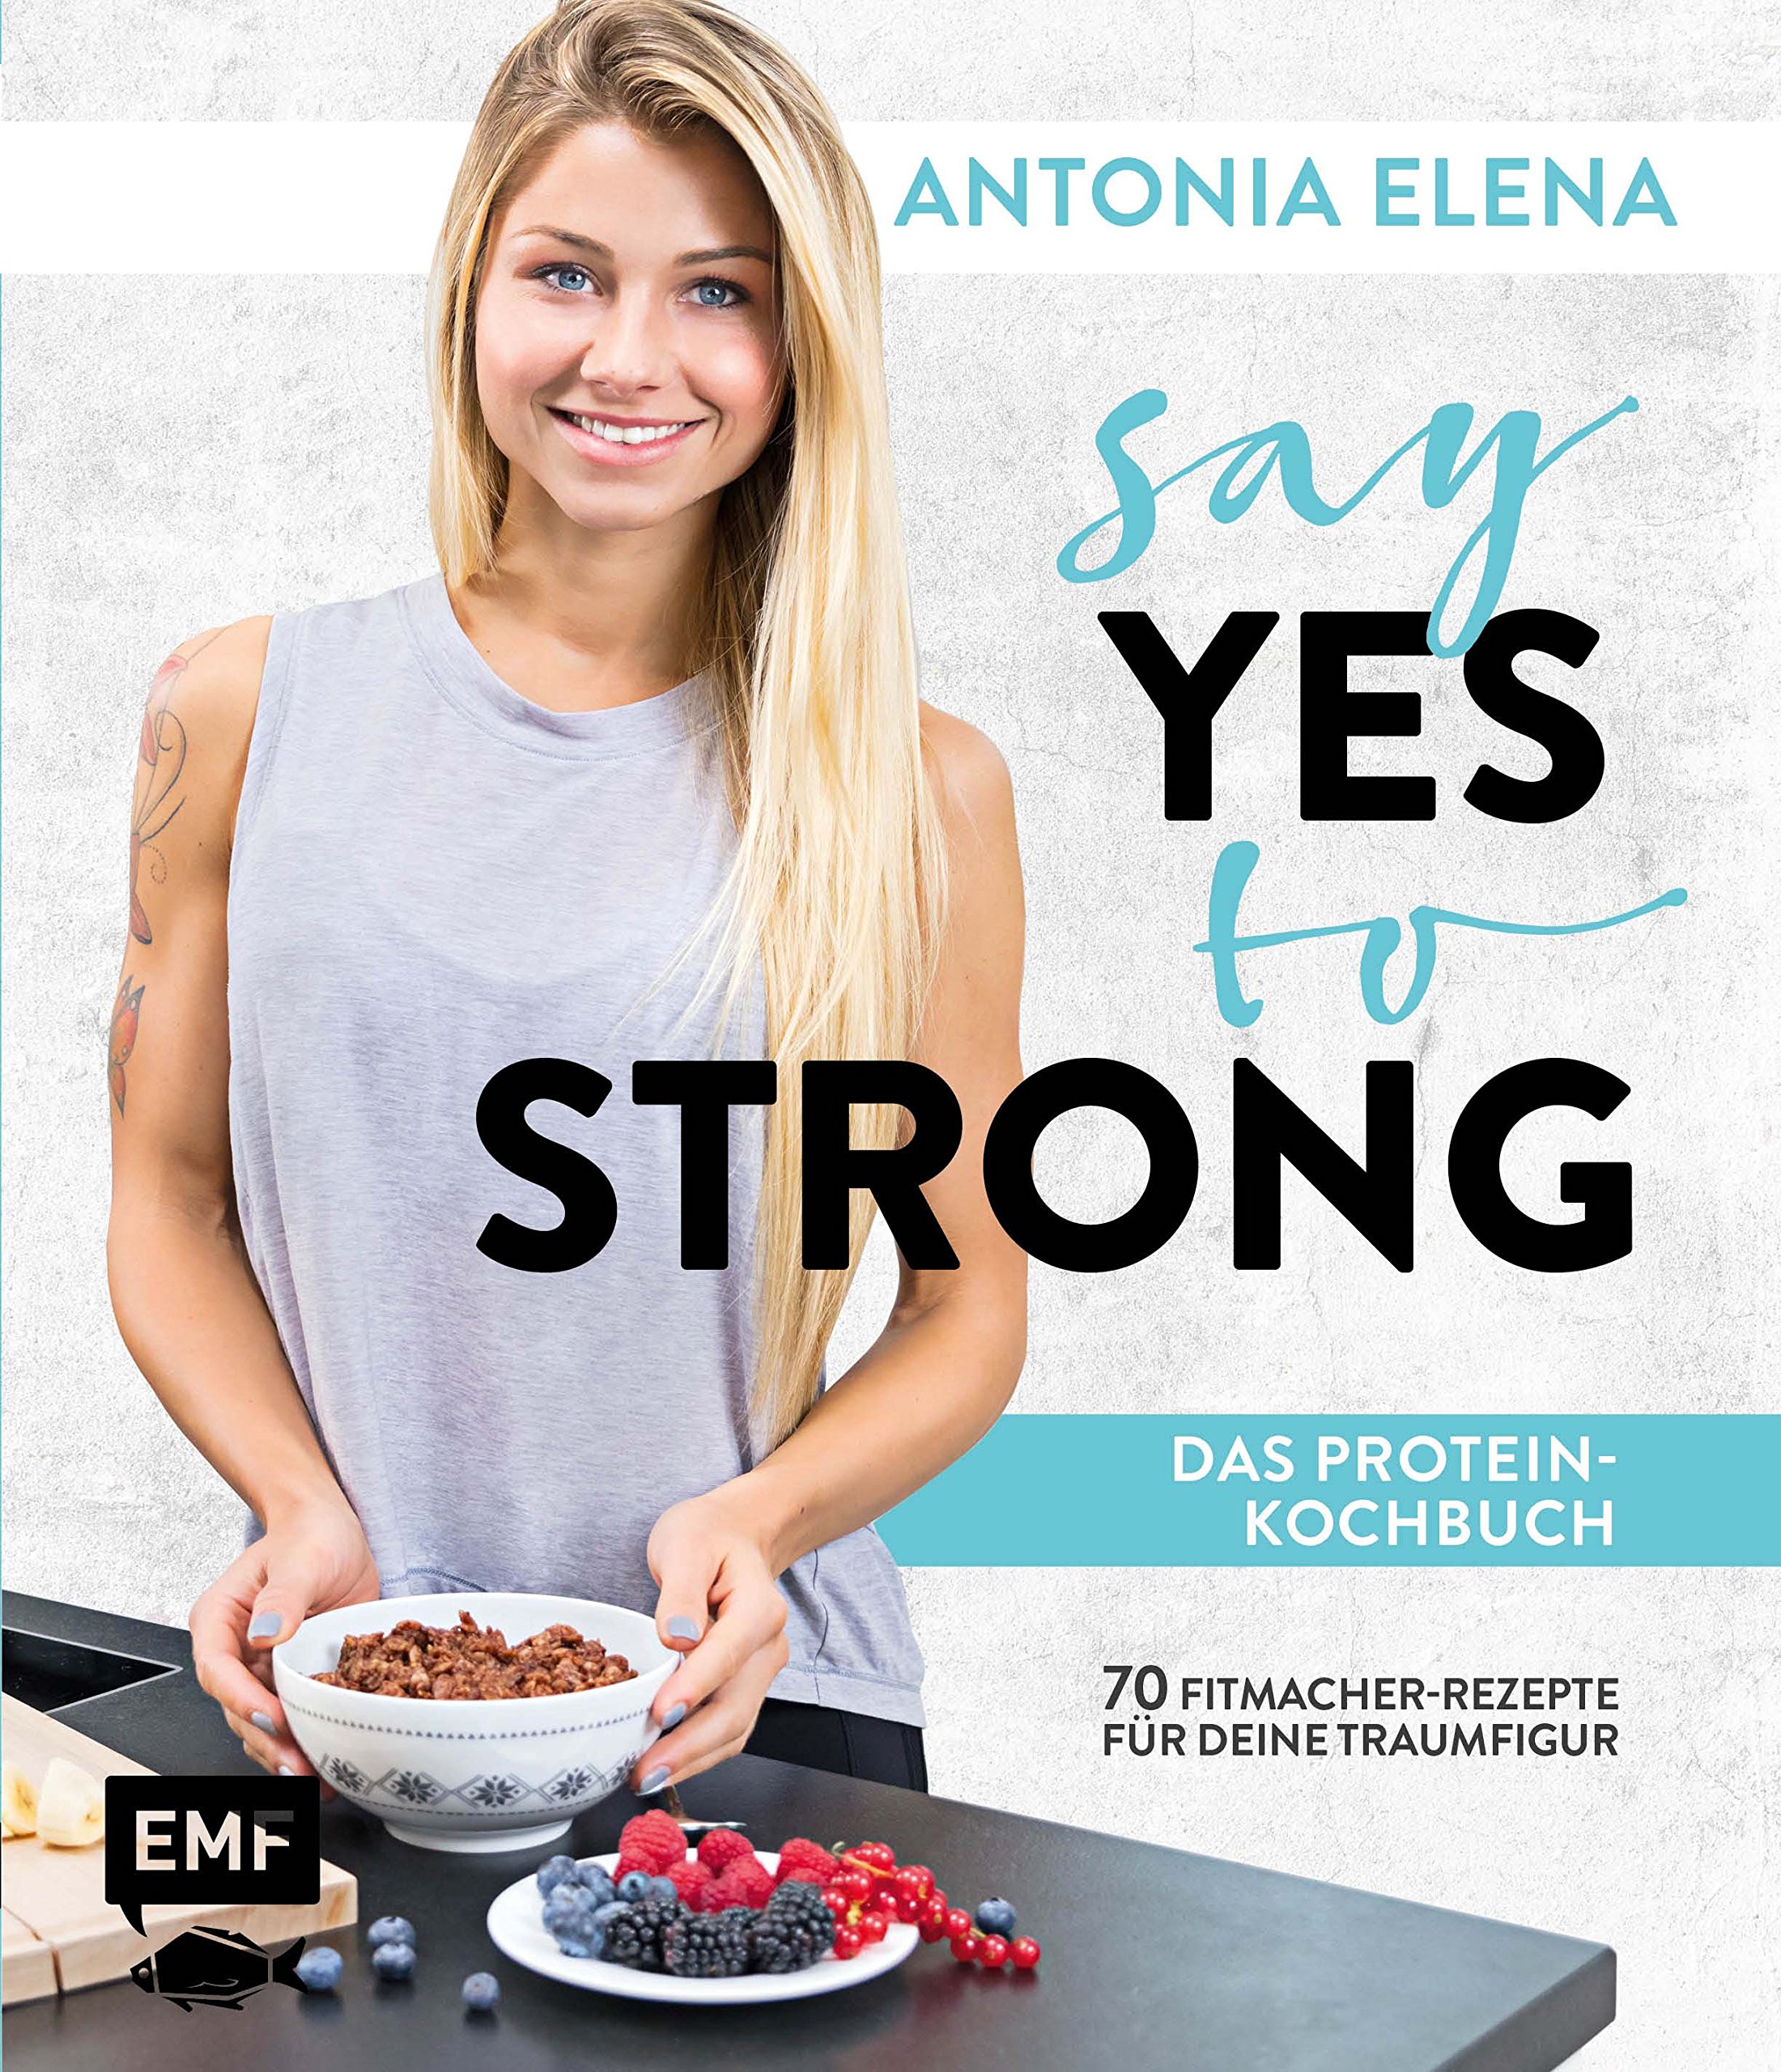 ANTONIA ELENA
say
YES
to
STRONG
DAS PROTEIN-
KOCHBUCH
70 FITMACHER-REZEPTE
FÜR DEINE TRAUMFIGUR
EMF